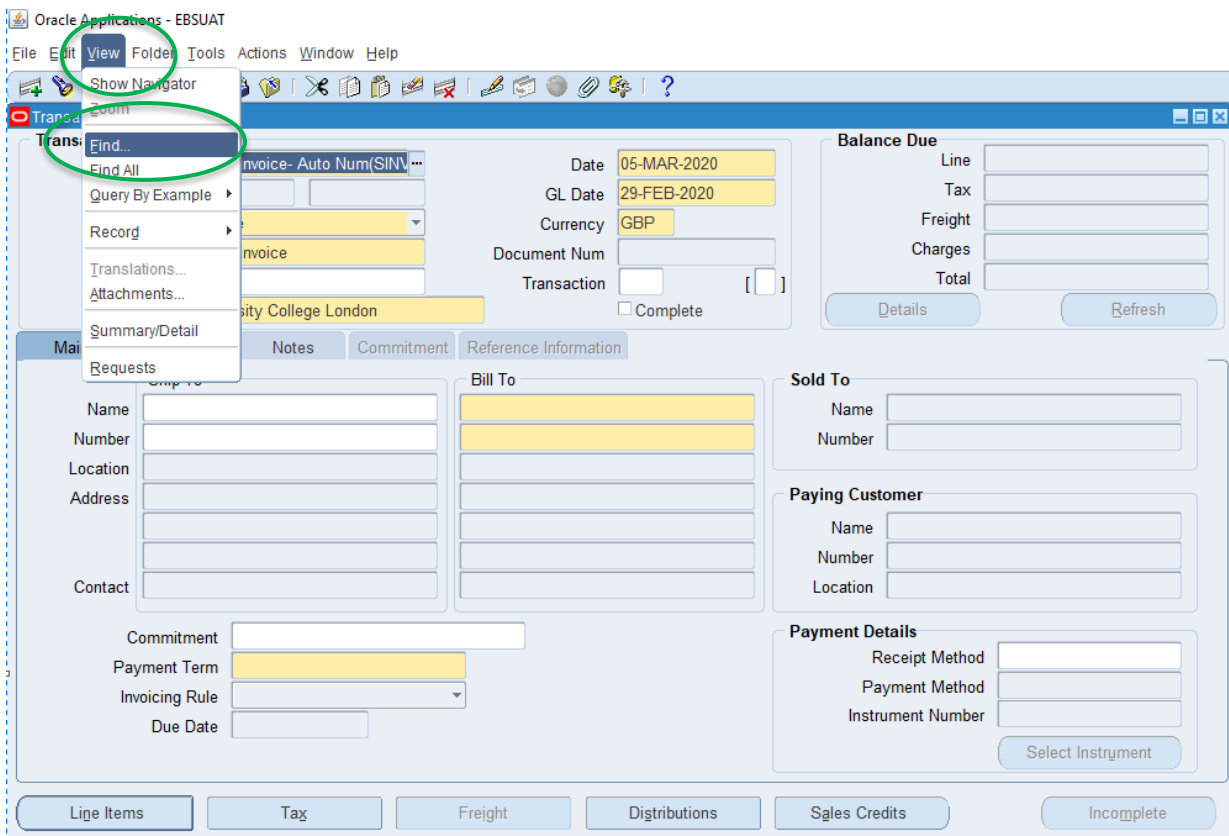 Oracle Applications - EBSUAT
File Edit View Folder Tools Actions Window Help
Show Navigator
Zoom
Find...
Find All
Query By Example
Record
Translations...
Attachments...
Summary/Detail
Requests
nvoice- Auto Num(SINV
nvoice
sity College London
Date 05-MAR-2020
GL Date 29-FEB-2020
Currency GBP
Document Num
Transaction [ ]
Complete
Balance Due
Line
Tax
Freight
Charges
Total
Details Refresh
Mai Notes Commitment Reference Information
Ship To
Name
Number
Location
Address
Contact
Bill To
Sold To
Name
Number
Paying Customer
Name
Number
Location
Commitment
Payment Term
Invoicing Rule
Due Date
Payment Details
Receipt Method
Payment Method
Instrument Number
Select Instrument
Line Items Tax Freight Distributions Sales Credits Incomplete